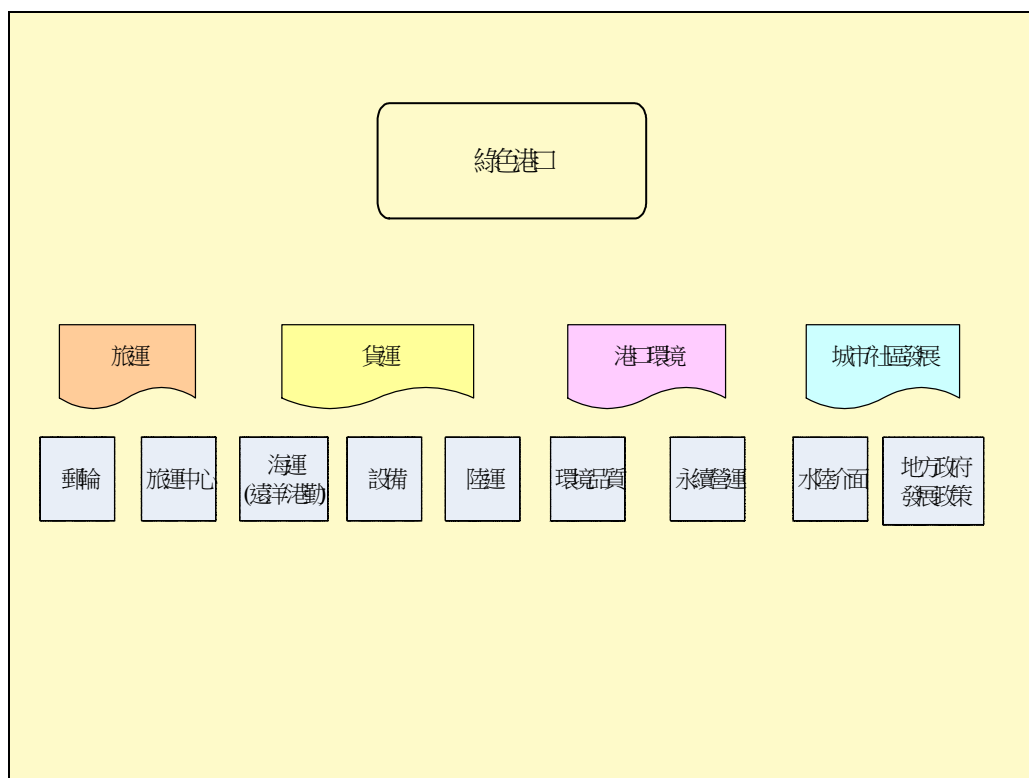 綠色港口
旅運
貨運
港口環境
城市/社區發展
郵輪
旅運中心
海運
(遠洋/港勤)
設備
陸運
環境品質
永續營運
水陸介面
地方政府
發展政策